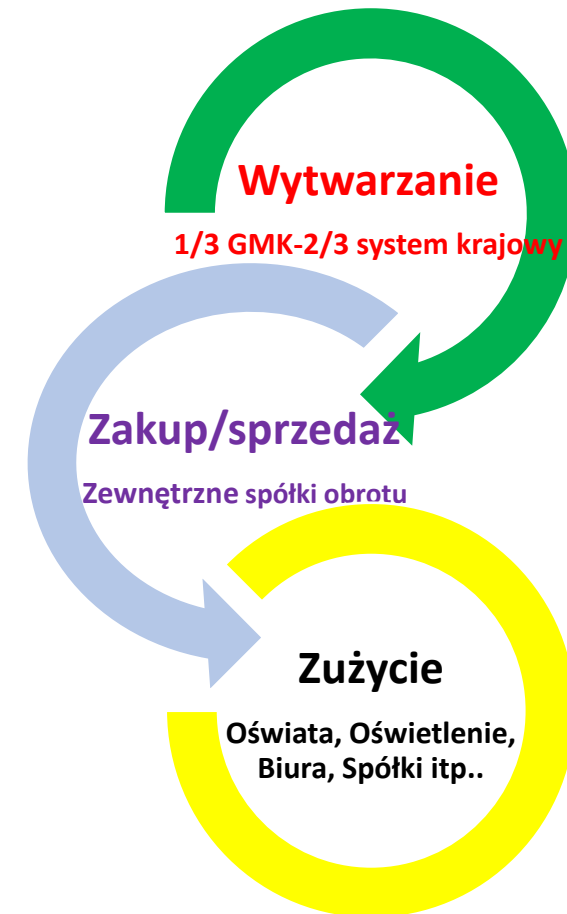 Wytwarzanie
1/3 GMK-2/3 system krajowy
Zakup/sprzedaż
Zewnętrzne spółki obrotu
Zużycie
Oświata, Oświetlenie,
Biura, Spółki itp..